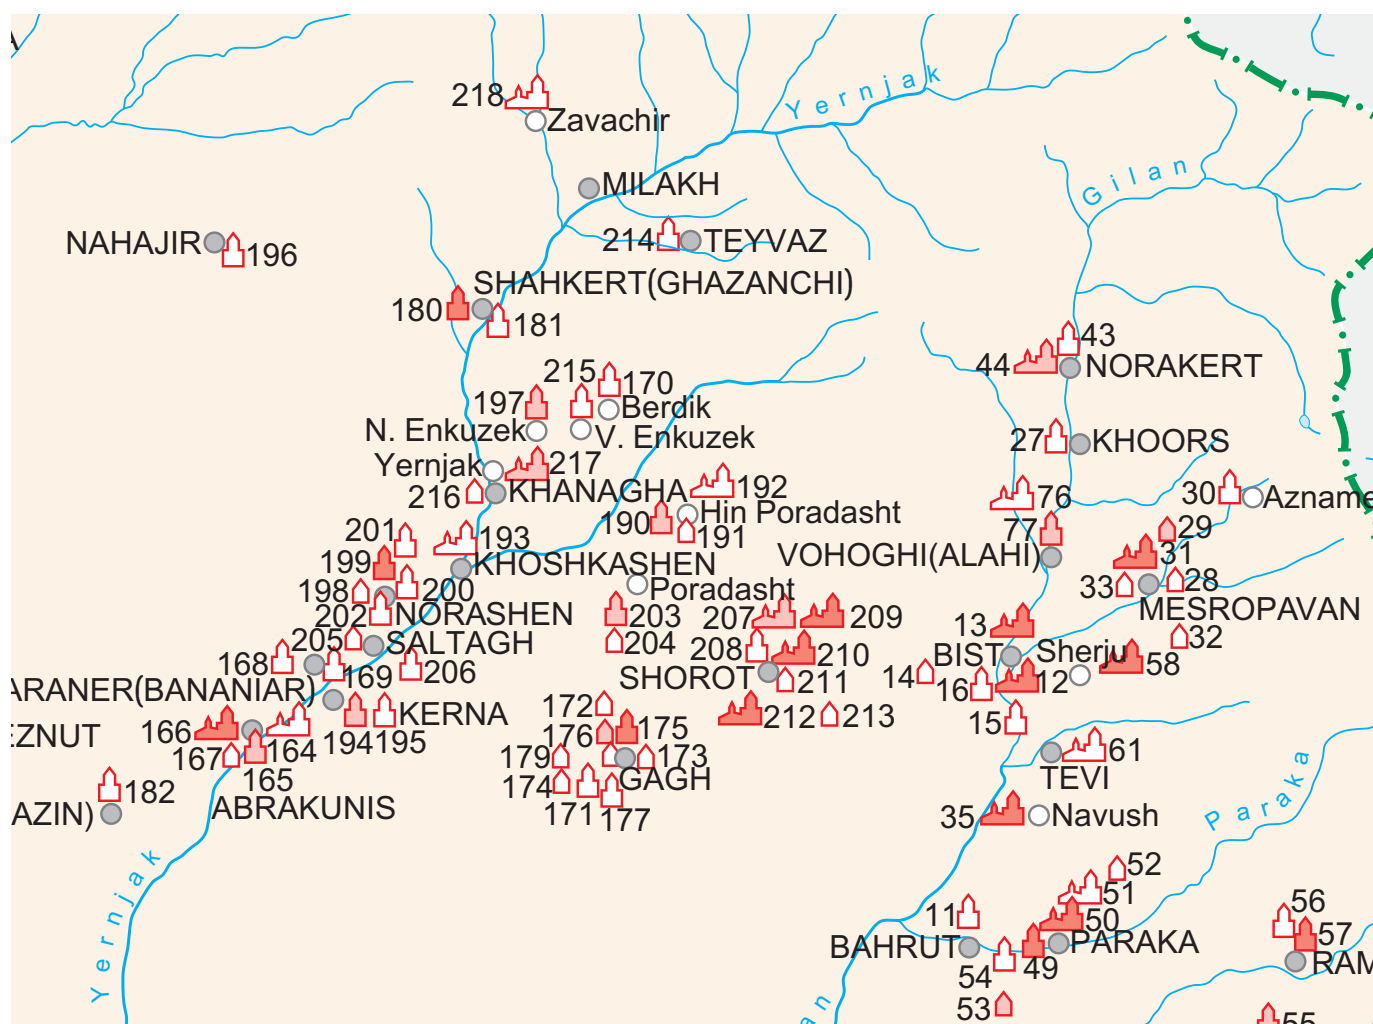 A
Yernjak
218
Zavachir
MILAKH
Gilan
NAHAJIR
196
214
TEYVAZ
SHAHKERT(GHAZANCHI)
180
181
43
44
NORAKERT
215
170
197
Berdik
N. Enkuzek
V. Enkuzek
27
KHOORS
Yernjak
217
216
KHANAGHA
192
76
30
Azname
190
Hin Poradasht
191
201
193
77
29
199
KHOSHKASHEN
VOHOGHI(ALAHI)
31
198
200
Poradasht
33
28
202
NORASHEN
203
207
209
MESROPAVAN
13
205
SALTAGH
204
208
210
BIST
Sherju
32
168
169
206
SHOROT
211
14
16
12
58
ARANER(BANANIAR)
172
212
213
15
EZNUT
166
164
194
195
KERNA
176
175
167
165
179
173
61
174
GAGH
TEVI
182
171
177
AZIN)
ABRAKUNIS
35
Navush
Paraka
Yernjak
52
51
11
50
56
BAHRUT
PARAKA
57
54
49
RAM
53
an
55